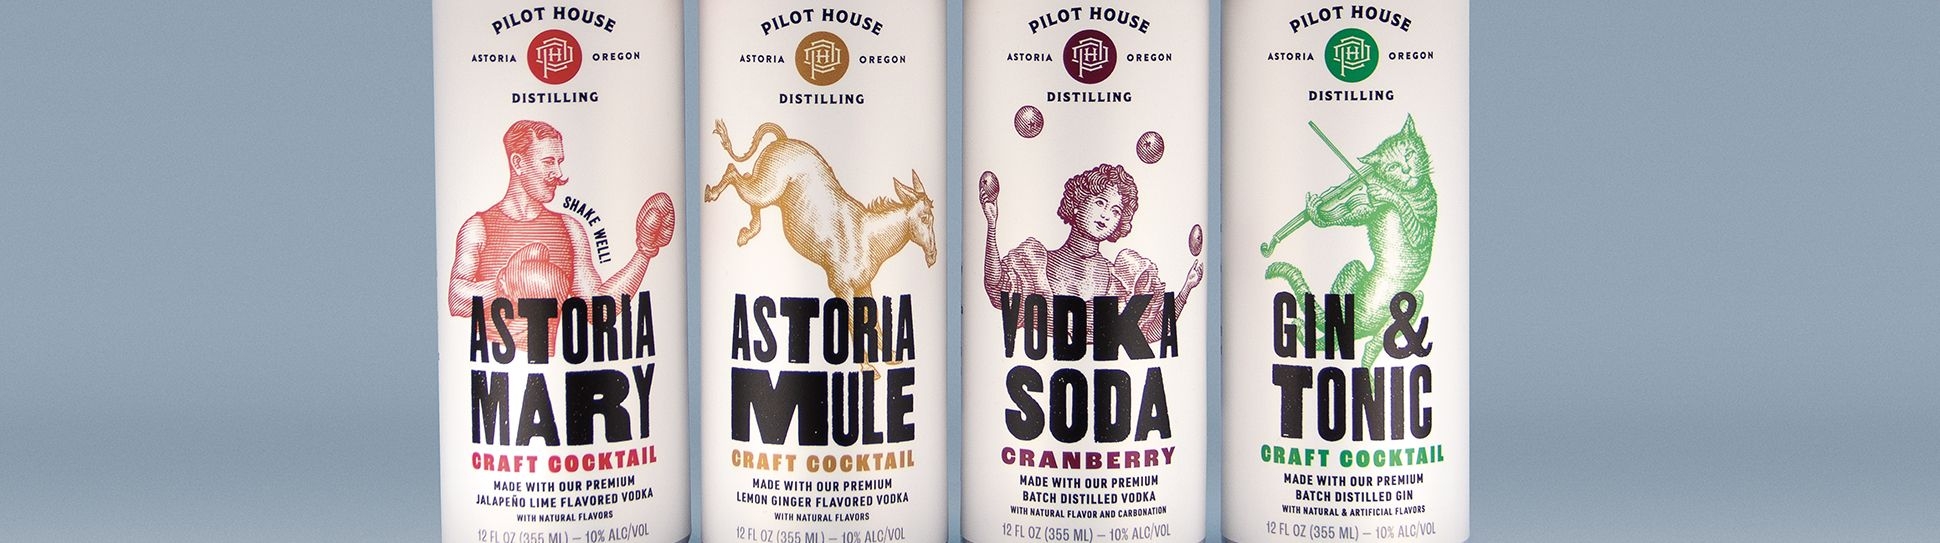 PILOT HOUSE
ASTORIA PHD OREGON
DISTILLING
SHAKE WELL!
ASTORIA
MARY
CRAFT COCKTAIL
MADE WITH OUR PREMIUM
JALAPEÑO LIME FLAVORED VODKA
WITH NATURAL FLAVORS
12 FL OZ (355 ML) — 10% ALC/VOL
PILOT HOUSE
ASTORIA PHD OREGON
DISTILLING
ASTORIA
MULE
CRAFT COCKTAIL
MADE WITH OUR PREMIUM
LEMON GINGER FLAVORED VODKA
WITH NATURAL FLAVORS
12 FL OZ (355 ML) — 10% ALC/VOL
PILOT HOUSE
ASTORIA PHD OREGON
DISTILLING
VODKA
SODA
CRANBERRY
MADE WITH OUR PREMIUM
BATCH DISTILLED VODKA
WITH NATURAL FLAVOR AND CARBONATION
12 FL OZ (355 ML) — 10% ALC/VOL
PILOT HOUSE
ASTORIA PHD OREGON
DISTILLING
GIN &
TONIC
CRAFT COCKTAIL
MADE WITH OUR PREMIUM
BATCH DISTILLED GIN
WITH NATURAL & ARTIFICIAL FLAVORS
12 FL OZ (355 ML) — 10% ALC/VOL